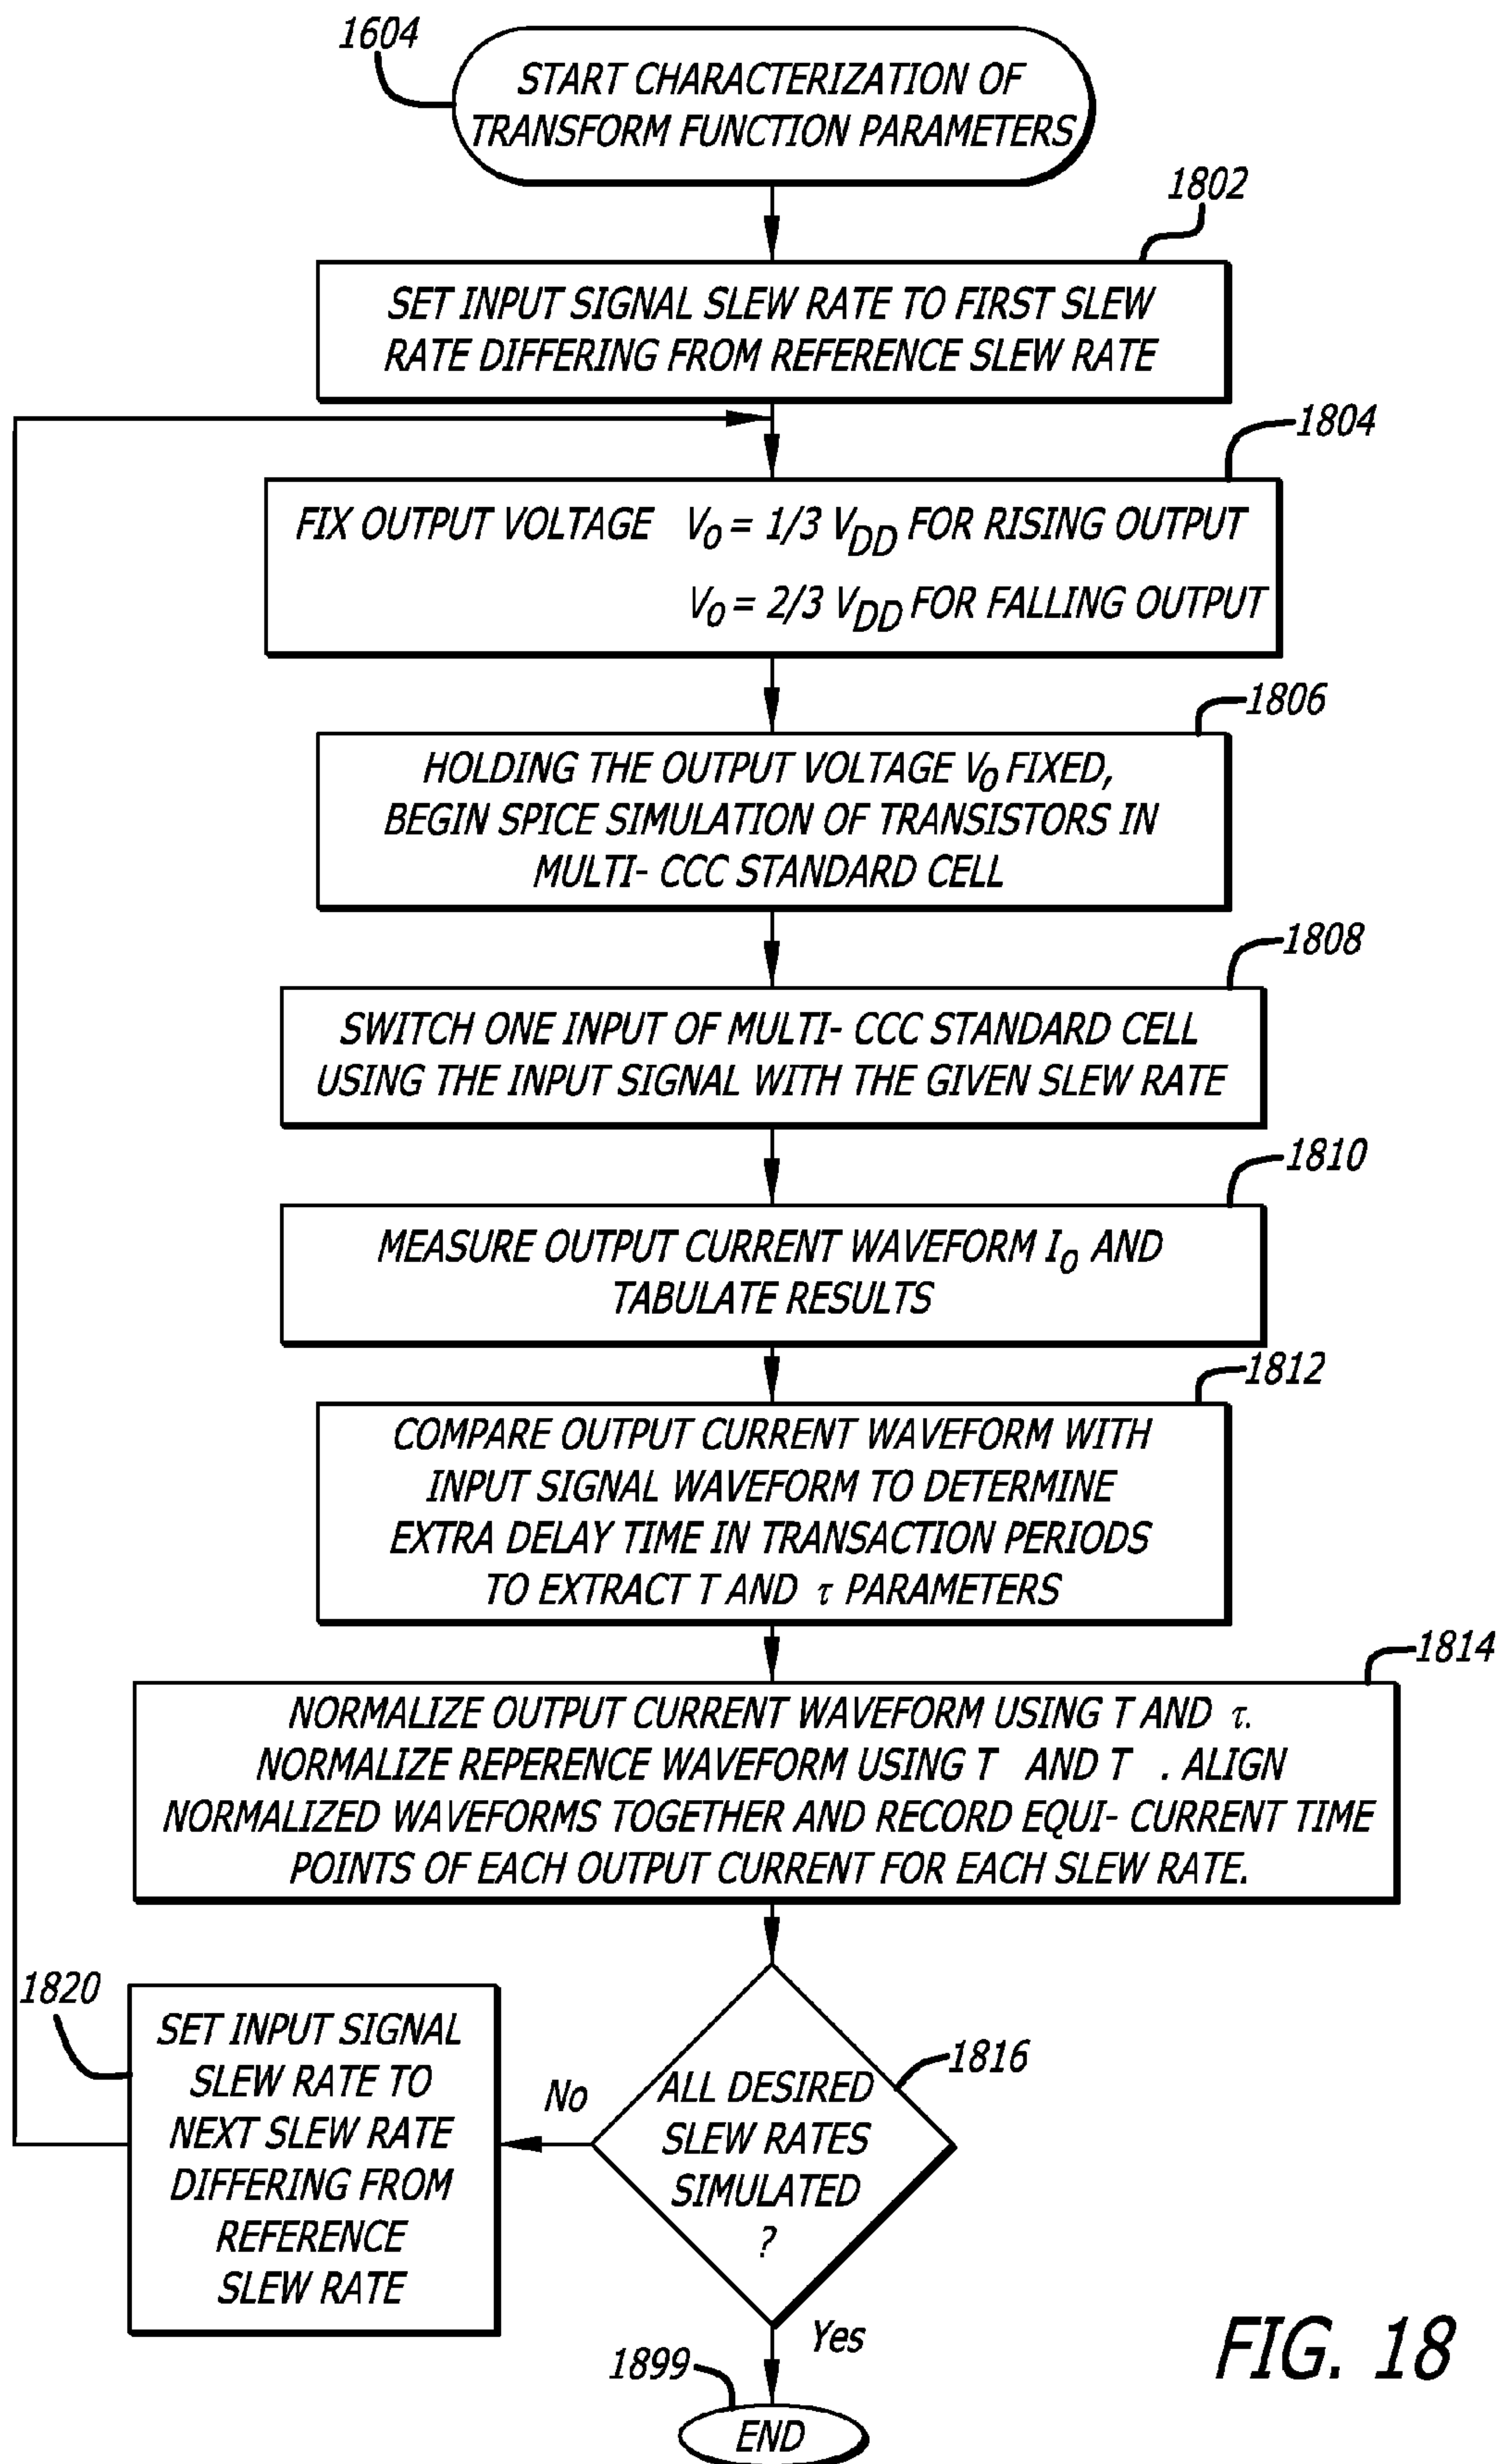 1604
START CHARACTERIZATION OF
TRANSFORM FUNCTION PARAMETERS
1802
SET INPUT SIGNAL SLEW RATE TO FIRST SLEW
RATE DIFFERING FROM REFERENCE SLEW RATE
1804
FIX OUTPUT VOLTAGE V_O = 1/3 V_DD FOR RISING OUTPUT
V_O = 2/3 V_DD FOR FALLING OUTPUT
1806
HOLDING THE OUTPUT VOLTAGE V_O FIXED,
BEGIN SPICE SIMULATION OF TRANSISTORS IN
MULTI- CCC STANDARD CELL
1808
SWITCH ONE INPUT OF MULTI- CCC STANDARD CELL
USING THE INPUT SIGNAL WITH THE GIVEN SLEW RATE
1810
MEASURE OUTPUT CURRENT WAVEFORM I_O AND
TABULATE RESULTS
1812
COMPARE OUTPUT CURRENT WAVEFORM WITH
INPUT SIGNAL WAVEFORM TO DETERMINE
EXTRA DELAY TIME IN TRANSACTION PERIODS
TO EXTRACT T AND τ PARAMETERS
1814
NORMALIZE OUTPUT CURRENT WAVEFORM USING T AND τ.
NORMALIZE REPERENCE WAVEFORM USING T AND T . ALIGN
NORMALIZED WAVEFORMS TOGETHER AND RECORD EQUI- CURRENT TIME
POINTS OF EACH OUTPUT CURRENT FOR EACH SLEW RATE.
1816
ALL DESIRED
SLEW RATES
SIMULATED
?
No
1820
SET INPUT SIGNAL
SLEW RATE TO
NEXT SLEW RATE
DIFFERING FROM
REFERENCE
SLEW RATE
Yes
1899
END
FIG. 18